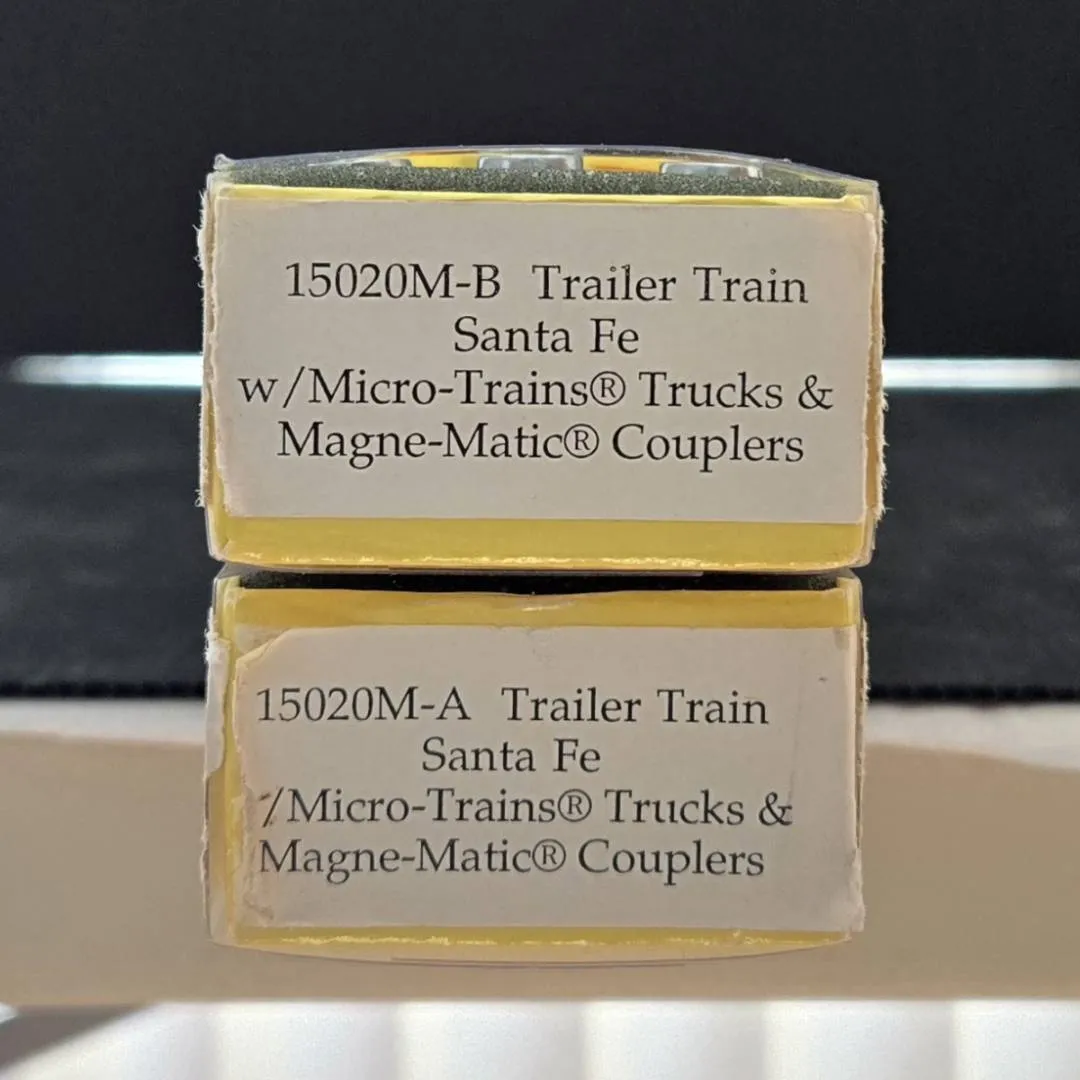 15020M-B Trailer Train
Santa Fe
w/Micro-Trains® Trucks &
Magne-Matic® Couplers
15020M-A Trailer Train
Santa Fe
/Micro-Trains® Trucks &
Magne-Matic® Couplers